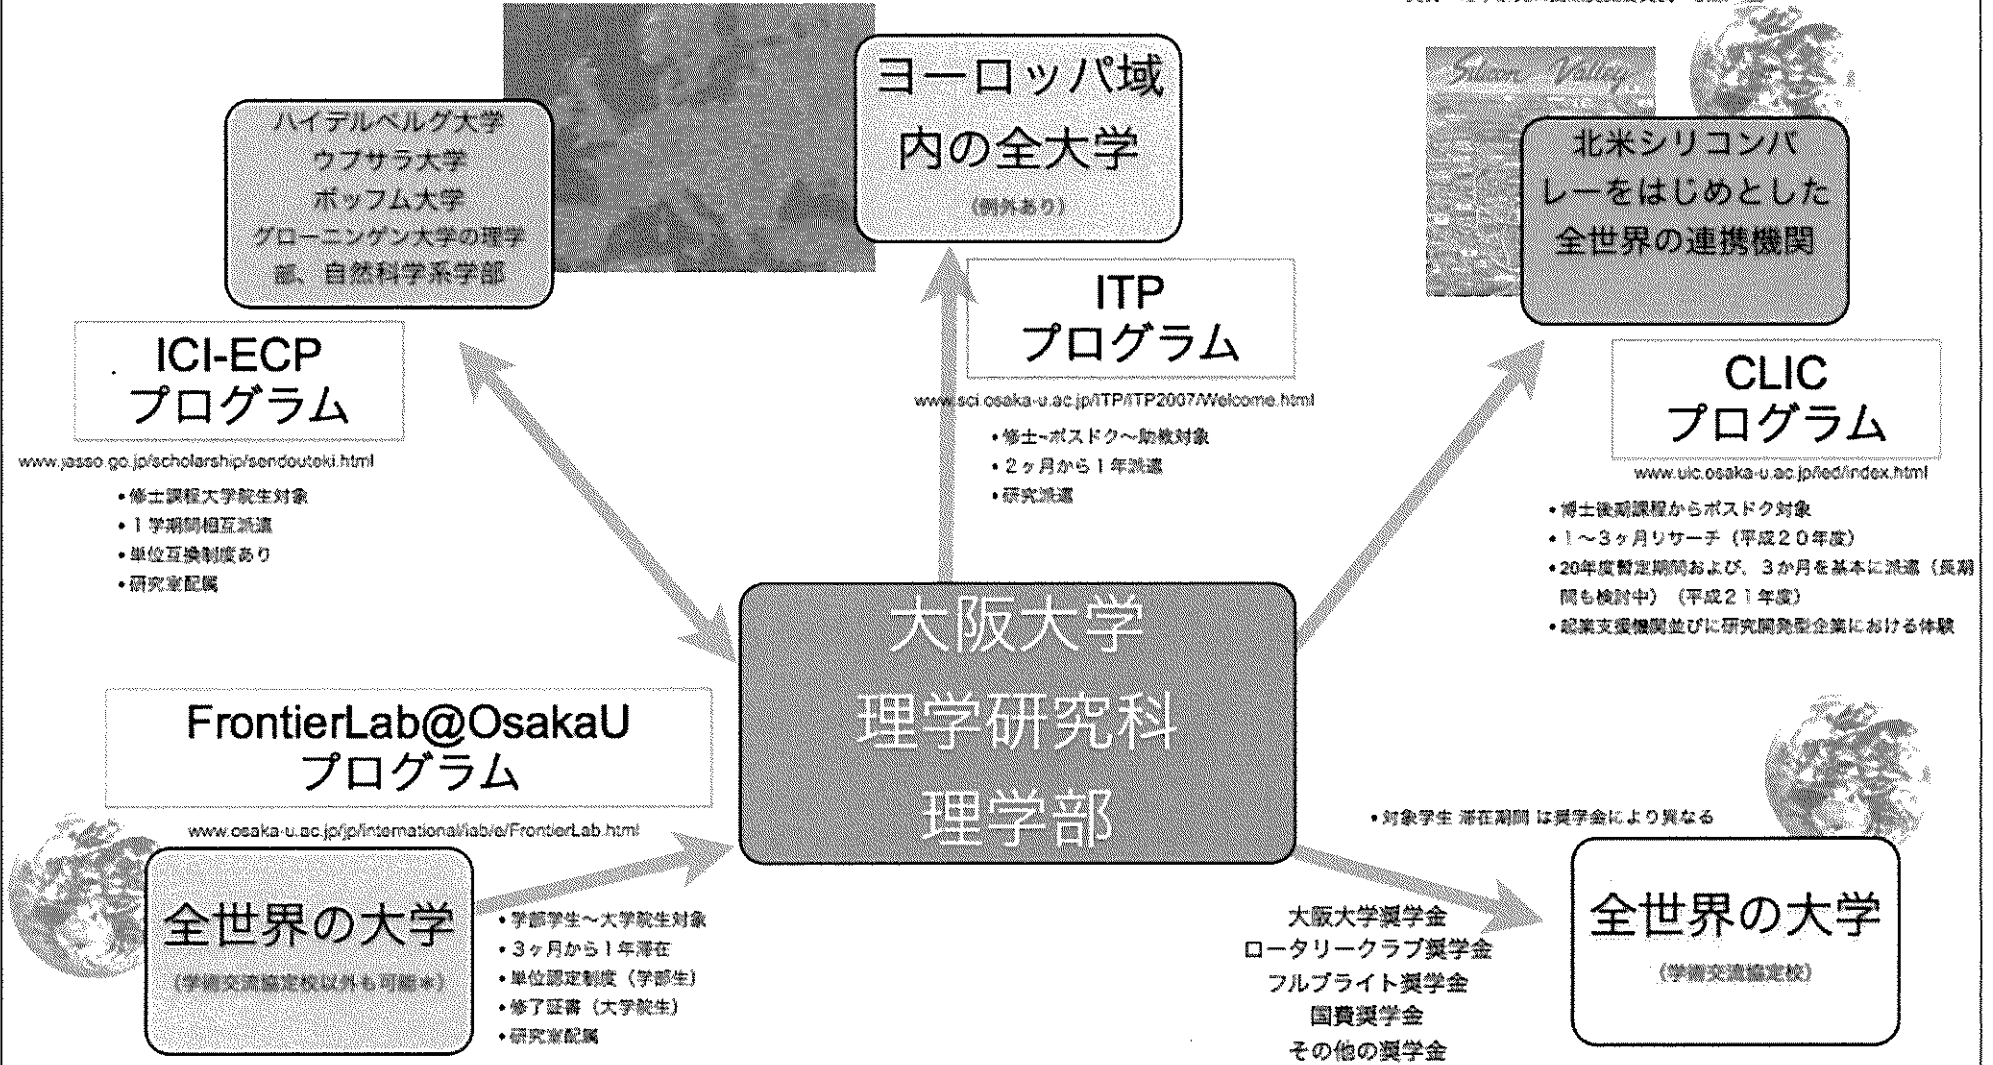 Silicon Valley
ハイデルベルグ大学
ウプサラ大学
ボッフム大学
グローニンゲン大学の理学
部、自然科学系学部
ヨーロッパ域
内の全大学
(例外あり)
北米シリコンバ
レーをはじめとした
全世界の連携機関
ICI-ECP
プログラム
www.jasso.go.jp/scholarship/sendouteki.html
•修士課程大学院生対象
•1学期間相互派遣
•単位互換制度あり
•研究室配属
ITP
プログラム
www.sci.osaka-u.ac.jp/ITP/ITP2007/Welcome.html
•修士-ポスドク〜助教対象
•2ヶ月から1年派遣
•研究派遣
CLIC
プログラム
www.uic.osaka-u.ac.jp/ied/index.html
•博士後期課程からポスドク対象
•1〜3ヶ月リサーチ(平成20年度)
•20年度暫定期間および、3か月を基本に派遣(長期
間も検討中)(平成21年度)
•起業支援機関並びに研究開発型企業における体験
大阪大学
理学研究科
理学部
FrontierLab@OsakaU
プログラム
www.osaka-u.ac.jp/jp/international/iab/e/FrontierLab.html
全世界の大学
(学術交流協定校以外も可能*)
•学部学生〜大学院生対象
•3ヶ月から1年滞在
•単位認定制度(学部生)
•修了証書(大学院生)
•研究室配属
•対象学生 滞在期間 は奨学金により異なる
大阪大学奨学金
ロータリークラブ奨学金
フルブライト奨学金
国費奨学金
その他の奨学金
全世界の大学
(学術交流協定校)